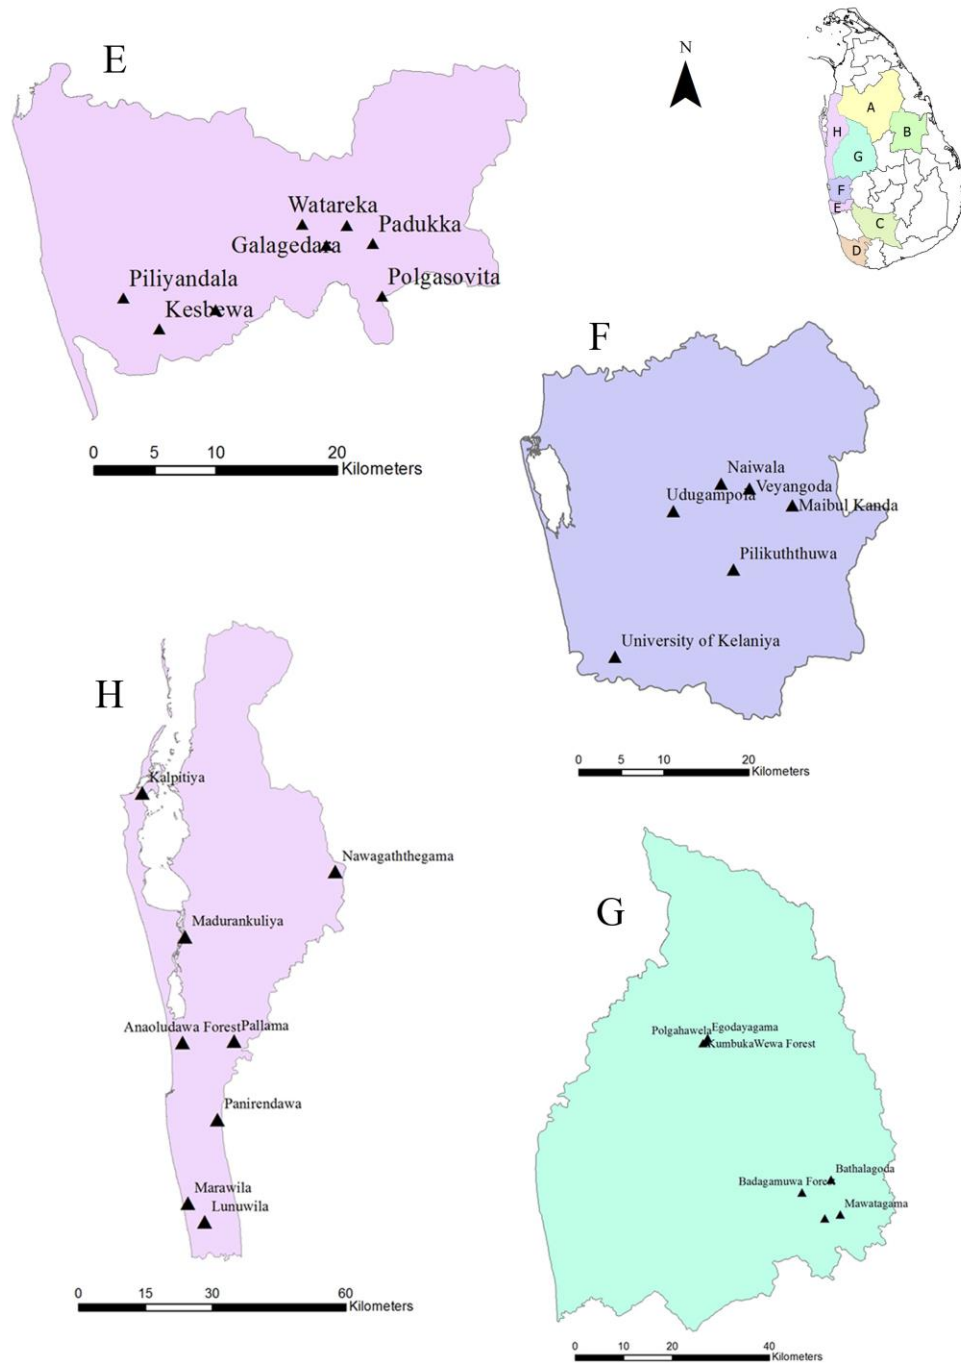 E
N
A
H
B
G
F
E
C
D
Watareka
Galagedara
Padukka
Piliyandala
Polgasovita
Kesbewa
0 5 10 20
Kilometers
F
Naiwala
Veyangoda
Udugampola
Maibul Kanda
Pilikuththuwa
University of Kelaniya
0 5 10 20
Kilometers
H
Kalpitiya
Nawagaththegama
Madurankuliya
Anaoludawa Forest
Pallama
Panirendawa
Marawila
Lunuwila
0 15 30 60
Kilometers
G
Polgahawela
Egodayagama
KumbukaWewa Forest
Bathalagoda
Badagamuwa Forest
Mawatagama
0 10 20 40
Kilometers